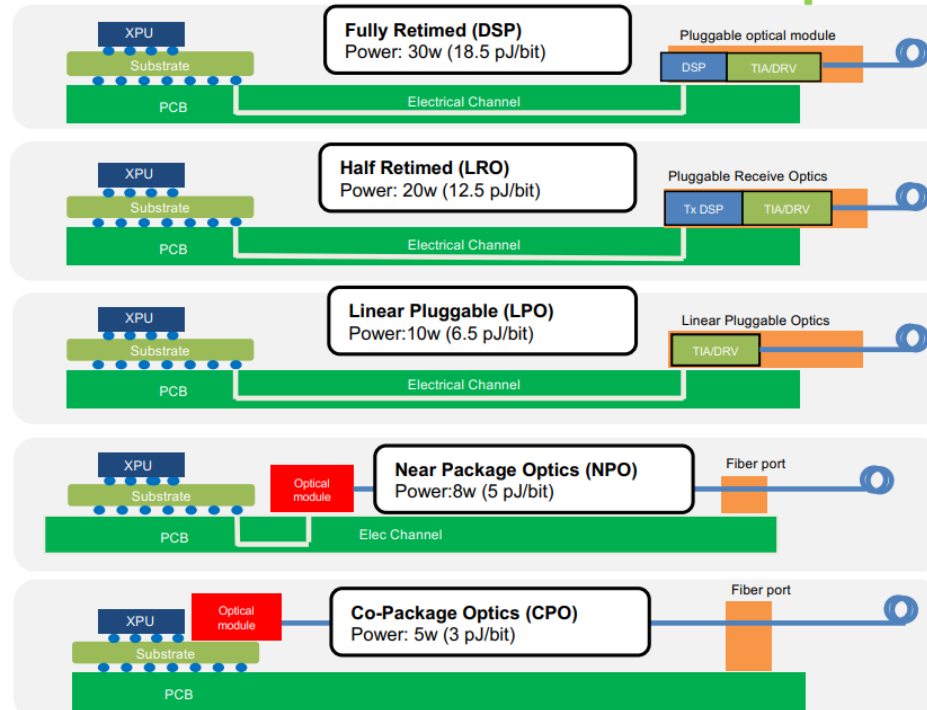 XPU
Substrate
PCB
Electrical Channel
Fully Retimed (DSP)
Power: 30w (18.5 pJ/bit)
Pluggable optical module
DSP
TIA/DRV
XPU
Substrate
PCB
Electrical Channel
Half Retimed (LRO)
Power: 20w (12.5 pJ/bit)
Pluggable Receive Optics
Tx DSP
TIA/DRV
XPU
Substrate
PCB
Electrical Channel
Linear Pluggable (LPO)
Power:10w (6.5 pJ/bit)
Linear Pluggable Optics
TIA/DRV
XPU
Substrate
PCB
Elec Channel
Optical
module
Near Package Optics (NPO)
Power:8w (5 pJ/bit)
Fiber port
XPU
Substrate
PCB
Optical
module
Co-Package Optics (CPO)
Power: 5w (3 pJ/bit)
Fiber port